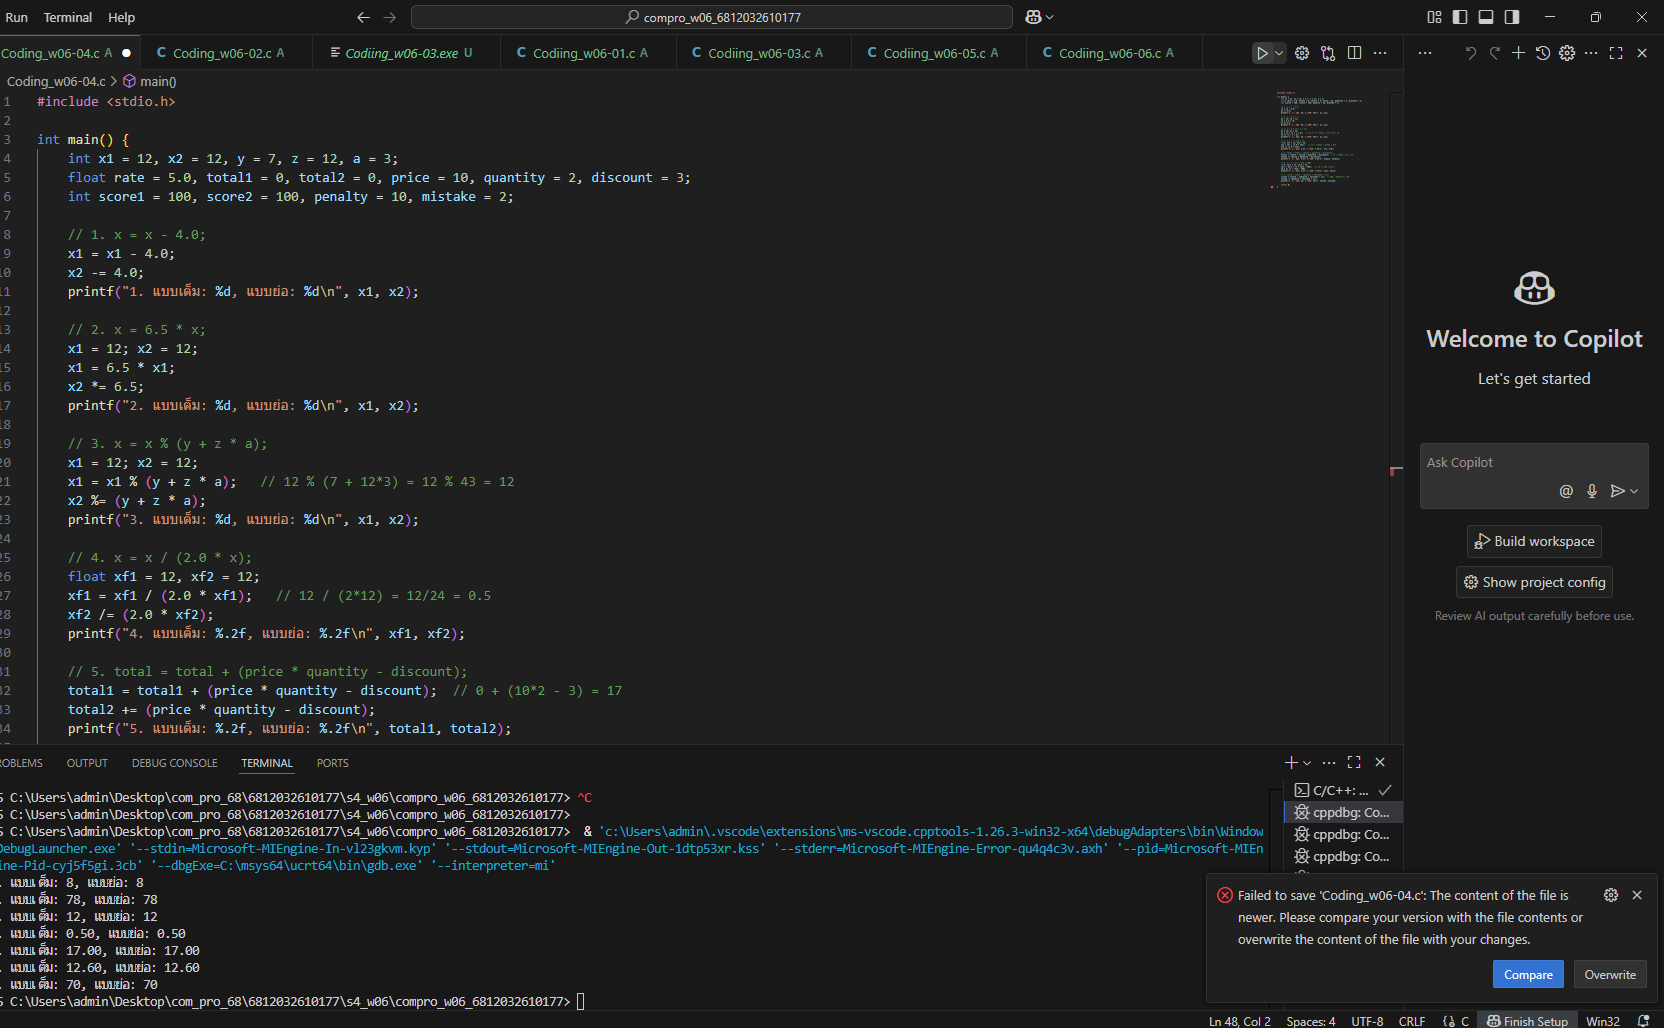 Run Terminal Help
compro_w06_6812032610177
Coding_w06-04.c A
C Codiing_w06-02.c A
Codiing_w06-03.exe U
C Codiing_w06-01.c A
C Codiing_w06-03.c A
C Codiing_w06-05.c A
C Codiing_w06-06.c A
Coding_w06-04.c > main()
1 #include <stdio.h>
2
3 int main() {
4 int x1 = 12, x2 = 12, y = 7, z = 12, a = 3;
5 float rate = 5.0, total1 = 0, total2 = 0, price = 10, quantity = 2, discount = 3;
6 int score1 = 100, score2 = 100, penalty = 10, mistake = 2;
7
8 // 1. x = x - 4.0;
9 x1 = x1 - 4.0;
10 x2 -= 4.0;
11 printf("1. แบบเต็ม: %d, แบบย่อ: %d\n", x1, x2);
12
13 // 2. x = 6.5 * x;
14 x1 = 12; x2 = 12;
15 x1 = 6.5 * x1;
16 x2 *= 6.5;
17 printf("2. แบบเต็ม: %d, แบบย่อ: %d\n", x1, x2);
18
19 // 3. x = x % (y + z * a);
20 x1 = 12; x2 = 12;
21 x1 = x1 % (y + z * a); // 12 % (7 + 12*3) = 12 % 43 = 12
22 x2 %= (y + z * a);
23 printf("3. แบบเต็ม: %d, แบบย่อ: %d\n", x1, x2);
24
25 // 4. x = x / (2.0 * x);
26 float xf1 = 12, xf2 = 12;
27 xf1 = xf1 / (2.0 * xf1); // 12 / (2*12) = 12/24 = 0.5
28 xf2 /= (2.0 * xf2);
29 printf("4. แบบเต็ม: %.2f, แบบย่อ: %.2f\n", xf1, xf2);
30
31 // 5. total = total + (price * quantity - discount);
32 total1 = total1 + (price * quantity - discount); // 0 + (10*2 - 3) = 17
33 total2 += (price * quantity - discount);
34 printf("5. แบบเต็ม: %.2f, แบบย่อ: %.2f\n", total1, total2);
Welcome to Copilot
Let's get started
Ask Copilot
Build workspace
Show project config
Review AI output carefully before use.
ROBLEMS OUTPUT DEBUG CONSOLE TERMINAL PORTS
S C:\Users\admin\Desktop\com_pro_68\6812032610177\s4_w06\compro_w06_6812032610177> ^C
S C:\Users\admin\Desktop\com_pro_68\6812032610177\s4_w06\compro_w06_6812032610177>
S C:\Users\admin\Desktop\com_pro_68\6812032610177\s4_w06\compro_w06_6812032610177> & 'c:\Users\admin\.vscode\extensions\ms-vscode.cpptools-1.26.3-win32-x64\debugAdapters\bin\Window
DebugLauncher.exe' '--stdin=Microsoft-MIEngine-In-vl23gkvm.kyp' '--stdout=Microsoft-MIEngine-Out-1dtp53xr.kss' '--stderr=Microsoft-MIEngine-Error-qu4q4c3v.axh' '--pid=Microsoft-MIEn
ine-Pid-cyj5f5gi.3cb' '--dbgExe=C:\msys64\ucrt64\bin\gdb.exe' '--interpreter=mi'
. แบบเต็ม: 8, แบบย่อ: 8
. แบบเต็ม: 78, แบบย่อ: 78
. แบบเต็ม: 12, แบบย่อ: 12
. แบบเต็ม: 0.50, แบบย่อ: 0.50
. แบบเต็ม: 17.00, แบบย่อ: 17.00
. แบบเต็ม: 12.60, แบบย่อ: 12.60
. แบบเต็ม: 70, แบบย่อ: 70
S C:\Users\admin\Desktop\com_pro_68\6812032610177\s4_w06\compro_w06_6812032610177>
C/C++: ...
cppdbg: Co...
cppdbg: Co...
cppdbg: Co...
Failed to save 'Coding_w06-04.c': The content of the file is
newer. Please compare your version with the file contents or
overwrite the content of the file with your changes.
Compare Overwrite
Ln 48, Col 2 Spaces: 4 UTF-8 CRLF {} C Finish Setup Win32